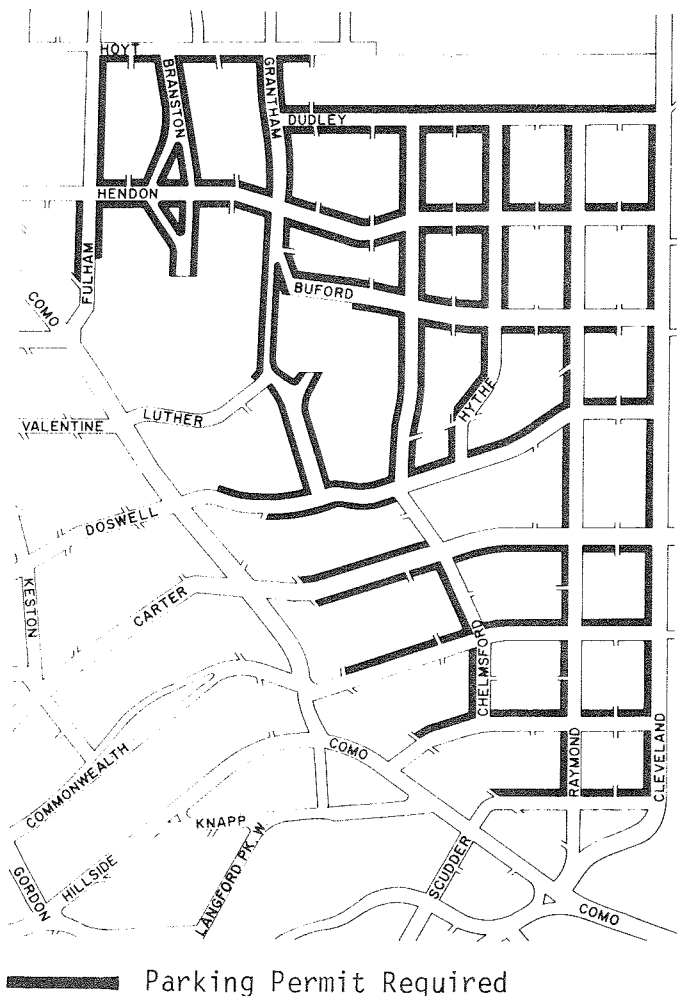 HOYT
BRANSTON
GRANTHAM
DUDLEY
HENDON
FULHAM
BUFORD
COMO
HYTHE
LUTHER
VALENTINE
DOSWELL
KESTON
CARTER
CHELMSFORD
COMO
RAYMOND
CLEVELAND
COMMONWEALTH
KNAPP
LANGFORD PK. W
HILLSIDE
GORDON
SCUDDER
COMO
Parking Permit Required